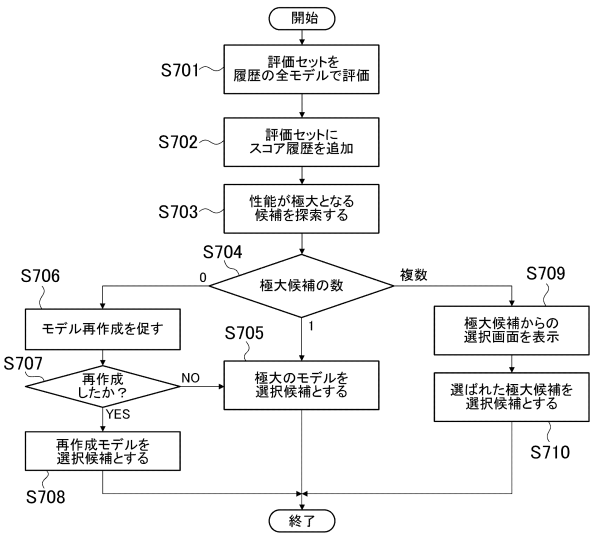 開始
S701
評価セットを
履歴の全モデルで評価
S702
評価セットに
スコア履歴を追加
S703
性能が極大となる
候補を探索する
S704
極大候補の数
0
1
複数
S706
モデル再作成を促す
S707
再作成
したか？
NO
YES
S708
再作成モデルを
選択候補とする
S705
極大のモデルを
選択候補とする
S709
極大候補からの
選択画面を表示
選ばれた極大候補を
選択候補とする
S710
終了